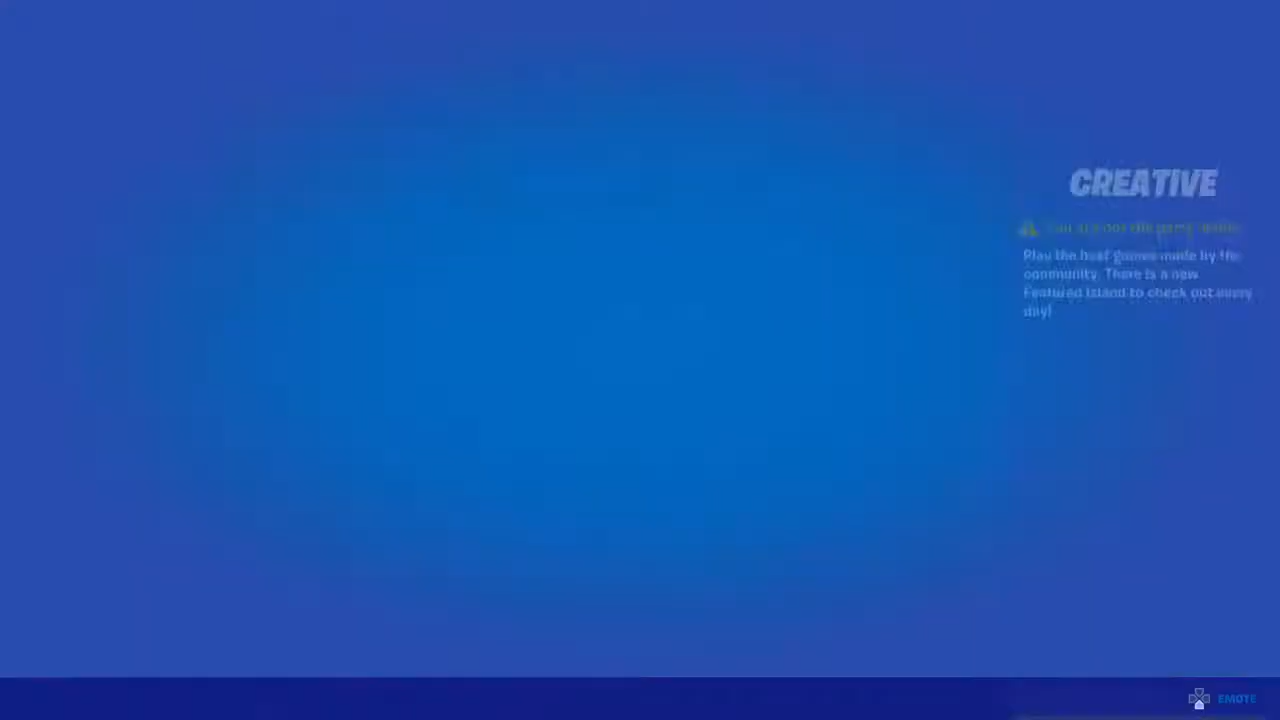 CREATIVE
You are not the party leader.
Play the best games made by the
community. There is a new
Featured Island to check out every
day!
EMOTE